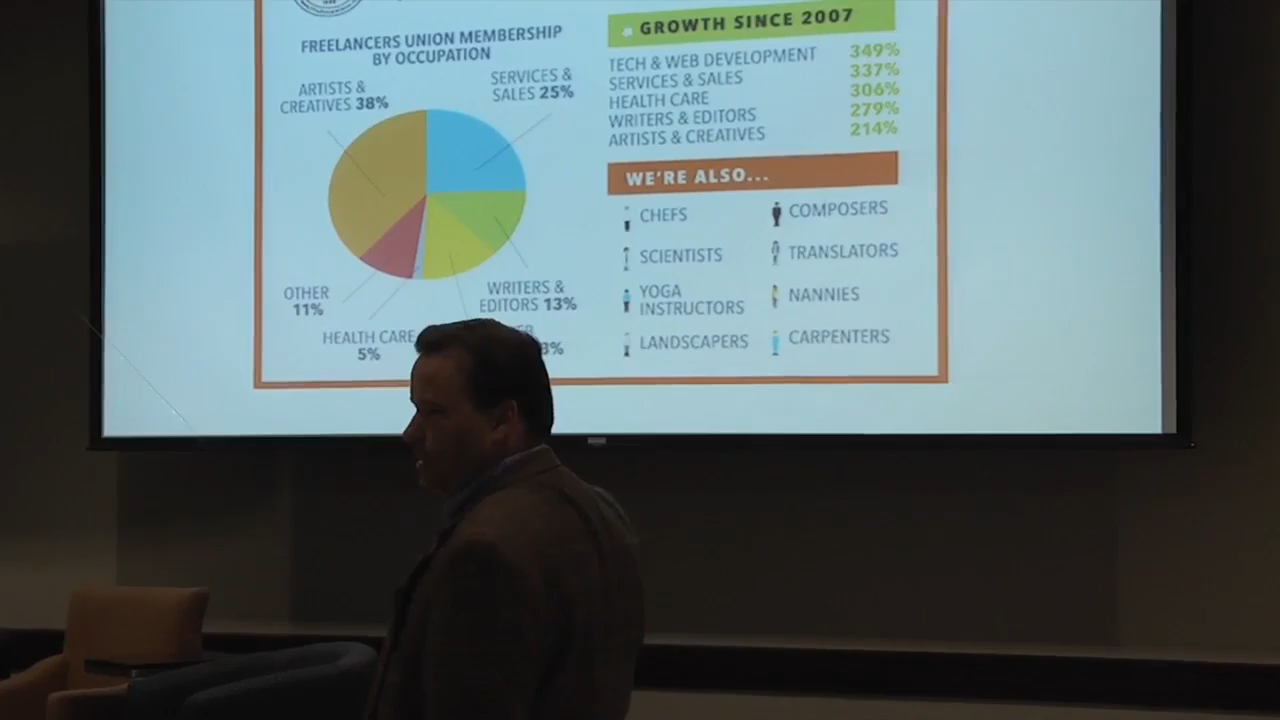 FREELANCERS UNION MEMBERSHIP
BY OCCUPATION
ARTISTS &
CREATIVES 38%
SERVICES &
SALES 25%
OTHER
11%
HEALTH CARE
5%
WRITERS &
EDITORS 13%
GROWTH SINCE 2007
TECH & WEB DEVELOPMENT 349%
SERVICES & SALES 337%
HEALTH CARE 306%
WRITERS & EDITORS 279%
ARTISTS & CREATIVES 214%
WE'RE ALSO...
CHEFS
COMPOSERS
SCIENTISTS
TRANSLATORS
YOGA
INSTRUCTORS
NANNIES
LANDSCAPERS
CARPENTERS